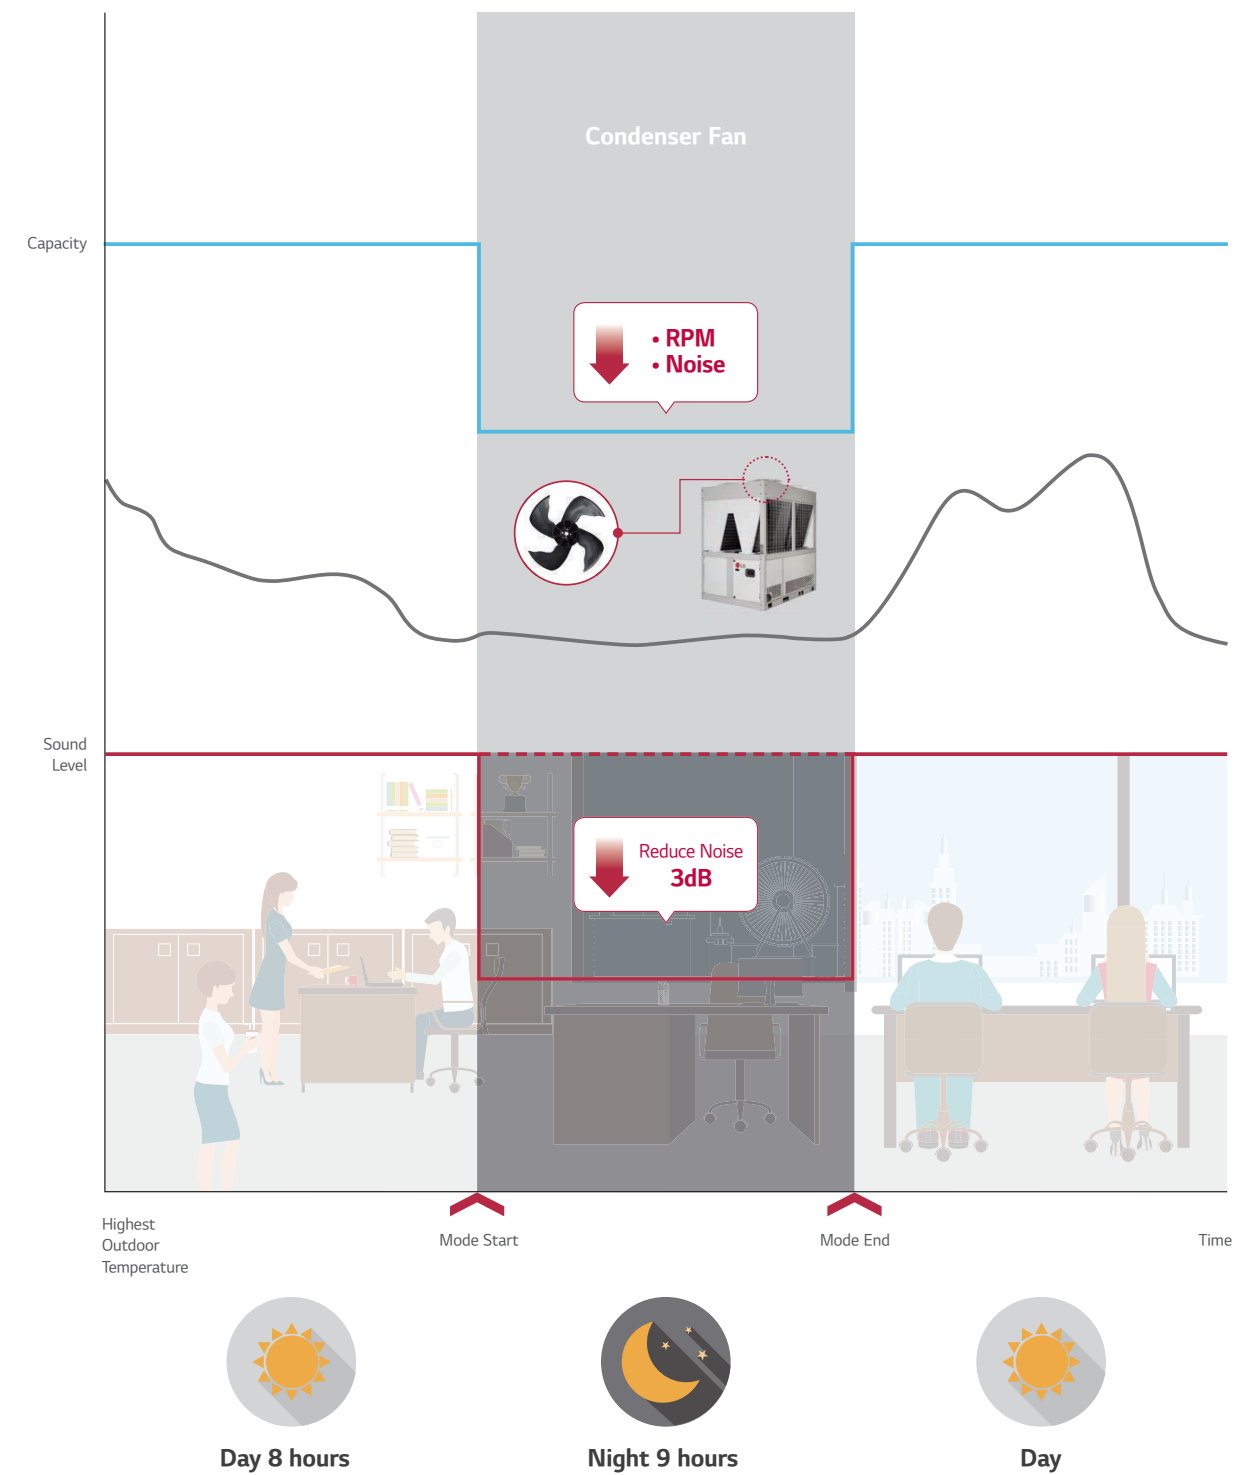 Condenser Fan
Capacity
• RPM
• Noise
LG
Sound
Level
Reduce Noise
3dB
Highest
Outdoor
Temperature
Mode Start
Mode End
Time
Day 8 hours
Night 9 hours
Day